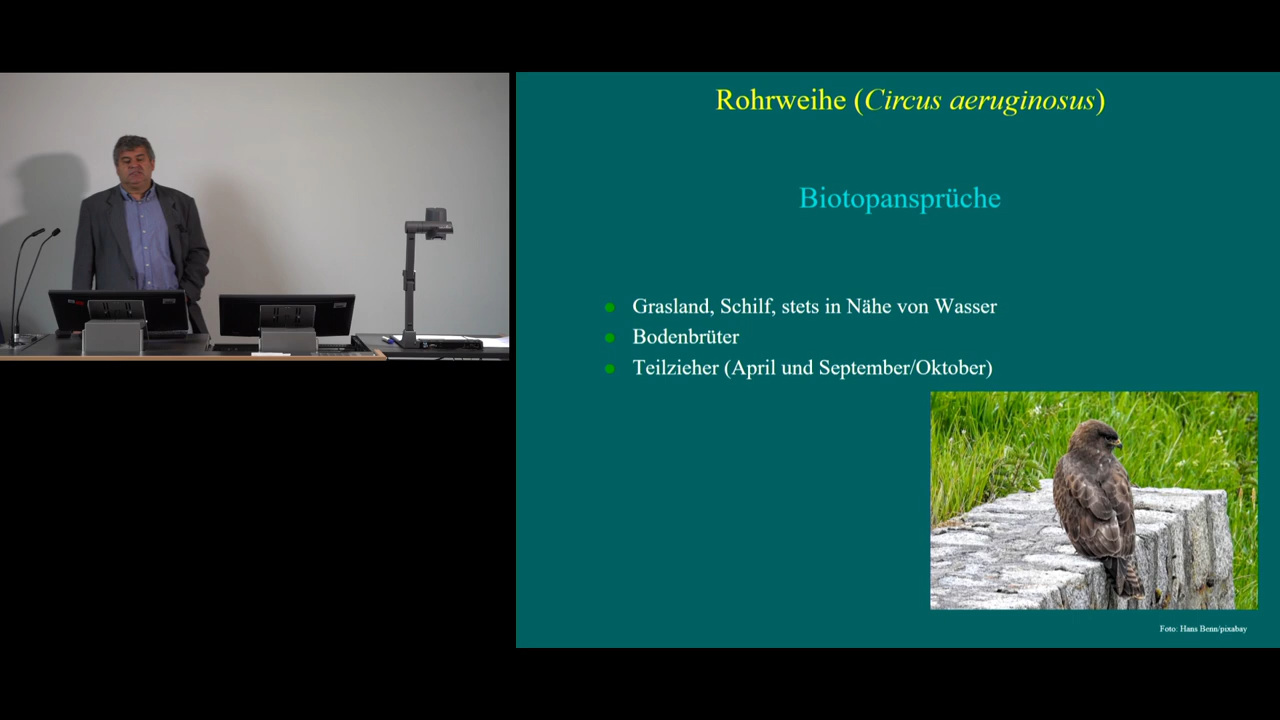 Rohrweihe (Circus aeruginosus)
Biotopansprüche
Grasland, Schilf, stets in Nähe von Wasser
Bodenbrüter
Teilzieher (April und September/Oktober)
Foto: Hans Benn/pixabay